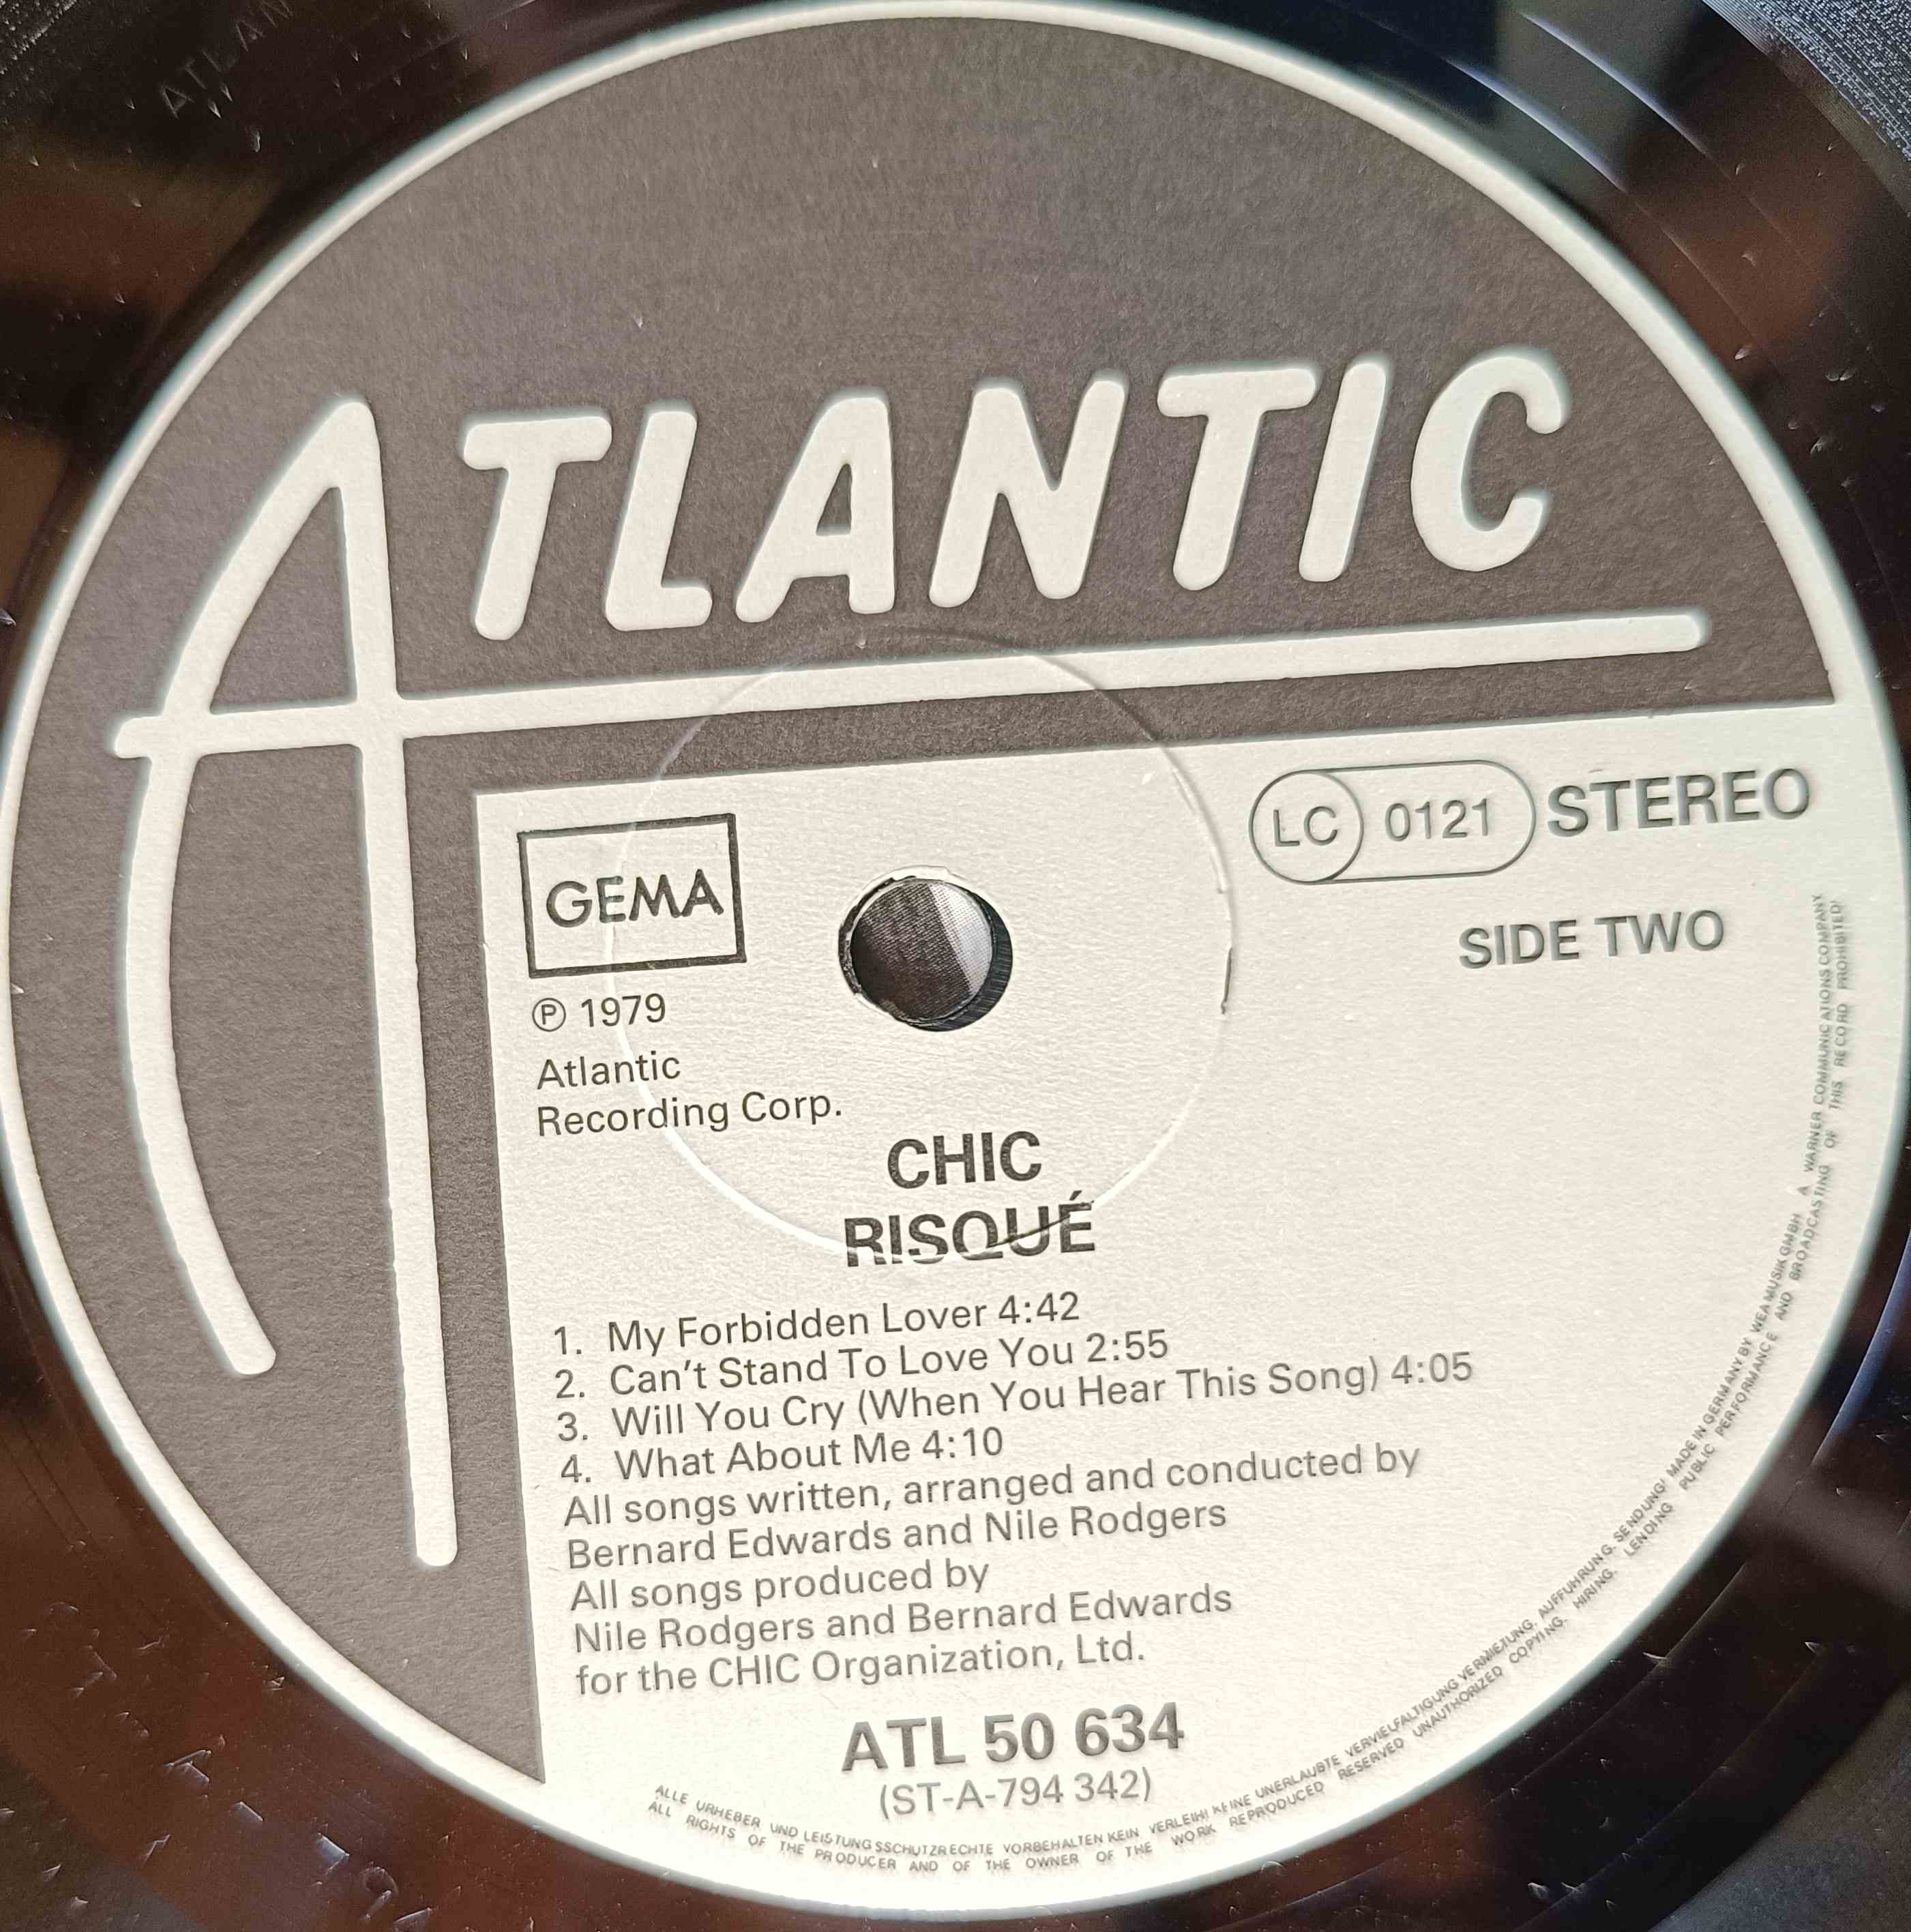 ATLAN
ATLANTIC
GEMA
LC 0121 STEREO
SIDE TWO
Ⓟ 1979
Atlantic
Recording Corp.
CHIC
RISQUÉ
1. My Forbidden Lover 4:42
2. Can't Stand To Love You 2:55
3. Will You Cry (When You Hear This Song) 4:05
4. What About Me 4:10
All songs written, arranged and conducted by
Bernard Edwards and Nile Rodgers
All songs produced by
Nile Rodgers and Bernard Edwards
for the CHIC Organization, Ltd.
ATL 50 634
(ST-A-794 342)
ALLE URHEBER UND LEISTUNGSSCHUTZRECHTE VORBEHALTEN KEIN VERLEIH! KEINE UNERLAUBTE VERVIELFALTIGUNG VERMIETUNG, AUFFUHRUNG, SENDUNG! MADE IN GERMANY BY WEA MUSIK GMBH A WARNER COMMUNICATIONS COMPANY
ALL RIGHTS OF THE PRODUCER AND OF THE OWNER OF THE WORK REPRODUCED RESERVED UNAUTHORIZED COPYING, HIRING, LENDING PUBLIC PERFORMANCE AND BROADCASTING OF THIS RECORD PROHIBITED!